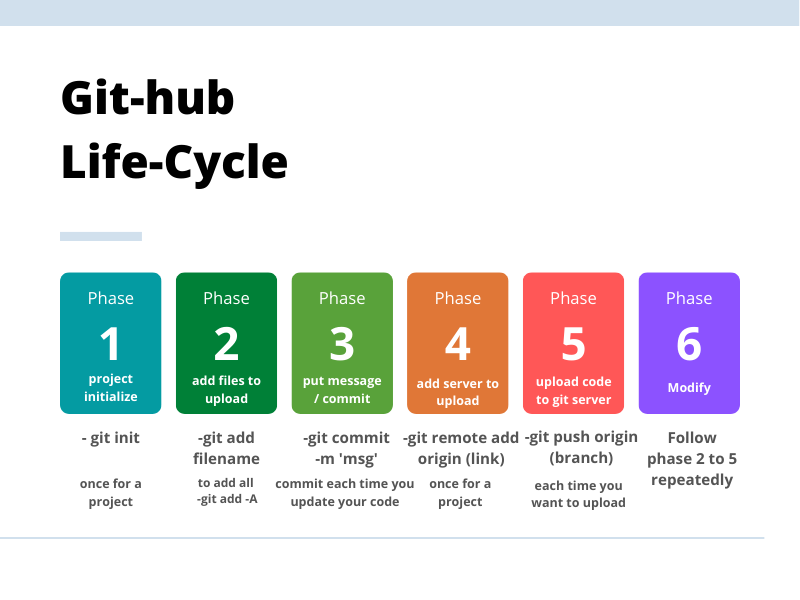 Git-hub
Life-Cycle
Phase
1
project
initialize
Phase
2
add files to
upload
Phase
3
put message
/ commit
Phase
4
add server to
upload
Phase
5
upload code
to git server
Phase
6
Modify
- git init
once for a
project
-git add
filename
to add all
-git add -A
-git commit
-m 'msg'
commit each time you
update your code
-git remote add
origin (link)
once for a
project
-git push origin
(branch)
each time you
want to upload
Follow
phase 2 to 5
repeatedly